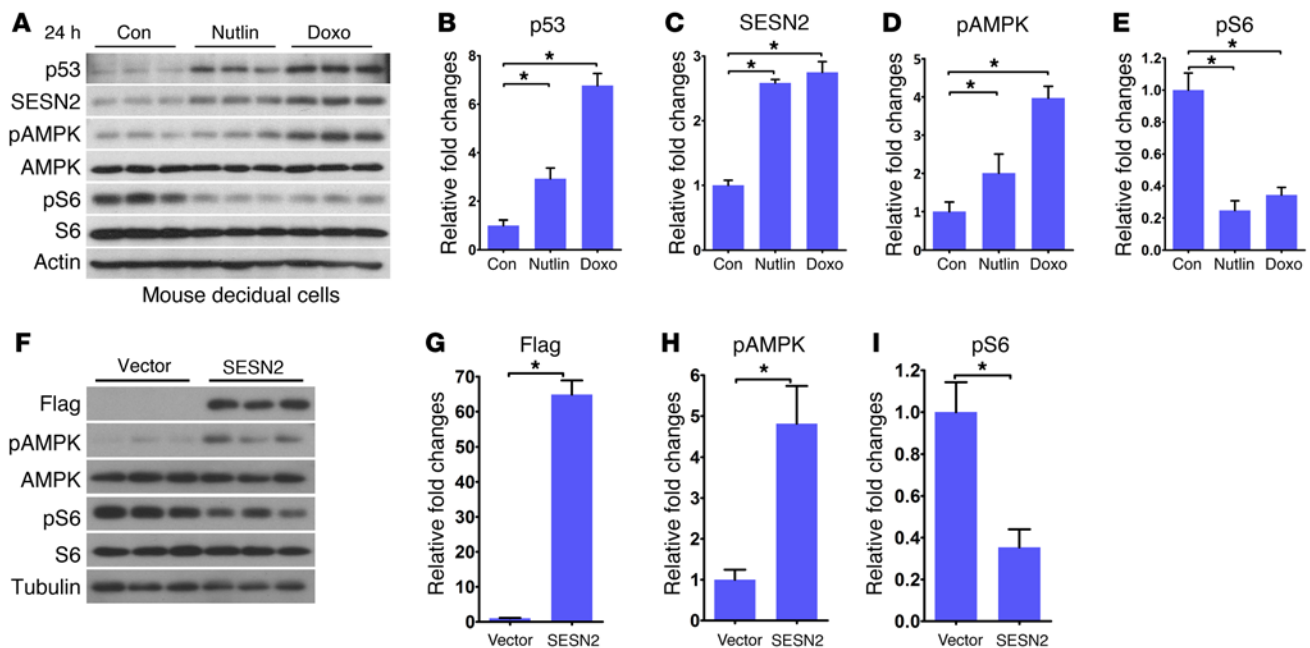 A 24 h Con Nutlin Doxo
p53
SESN2
pAMPK
AMPK
pS6
S6
Actin
Mouse decidual cells
B p53
Relative fold changes
8
6
4
2
0
* *
Con Nutlin Doxo
C SESN2
Relative fold changes
3
2
1
0
* *
Con Nutlin Doxo
D pAMPK
Relative fold changes
5
4
3
2
1
0
* *
Con Nutlin Doxo
E pS6
Relative fold changes
1.2
1.0
0.8
0.6
0.4
0.2
0.0
* *
Con Nutlin Doxo
F Vector SESN2
Flag
pAMPK
AMPK
pS6
S6
Tubulin
G Flag
Relative fold changes
70
60
50
40
30
20
10
0
*
Vector SESN2
H pAMPK
Relative fold changes
6
5
4
3
2
1
0
*
Vector SESN2
I pS6
Relative fold changes
1.2
1.0
0.8
0.6
0.4
0.2
0.0
*
Vector SESN2